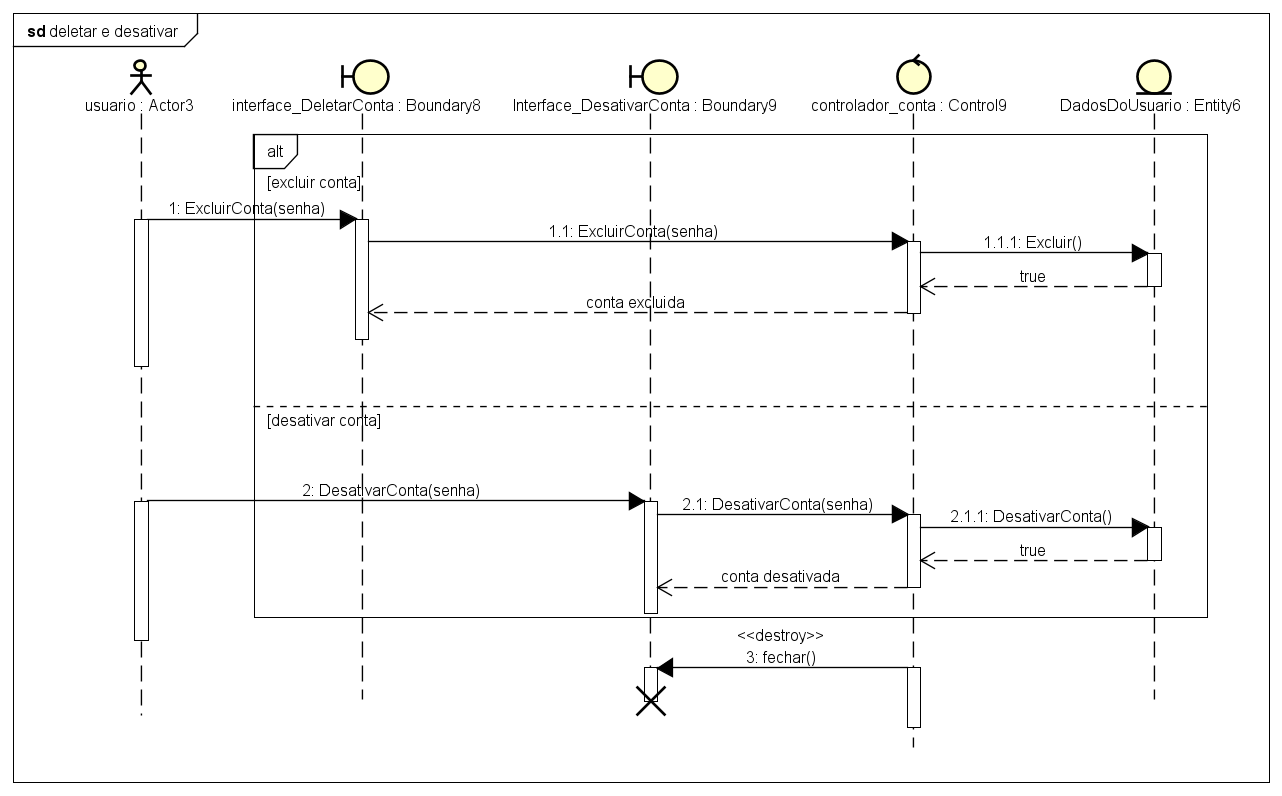 sd deletar e desativar
usuario : Actor3
interface_DeletarConta : Boundary8
Interface_DesativarConta : Boundary9
controlador_conta : Control9
DadosDoUsuario : Entity6
alt
[excluir conta]
1: ExcluirConta(senha)
1.1: ExcluirConta(senha)
1.1.1: Excluir()
true
conta excluida
[desativar conta]
2: DesativarConta(senha)
2.1: DesativarConta(senha)
2.1.1: DesativarConta()
true
conta desativada
<<destroy>>
3: fechar()